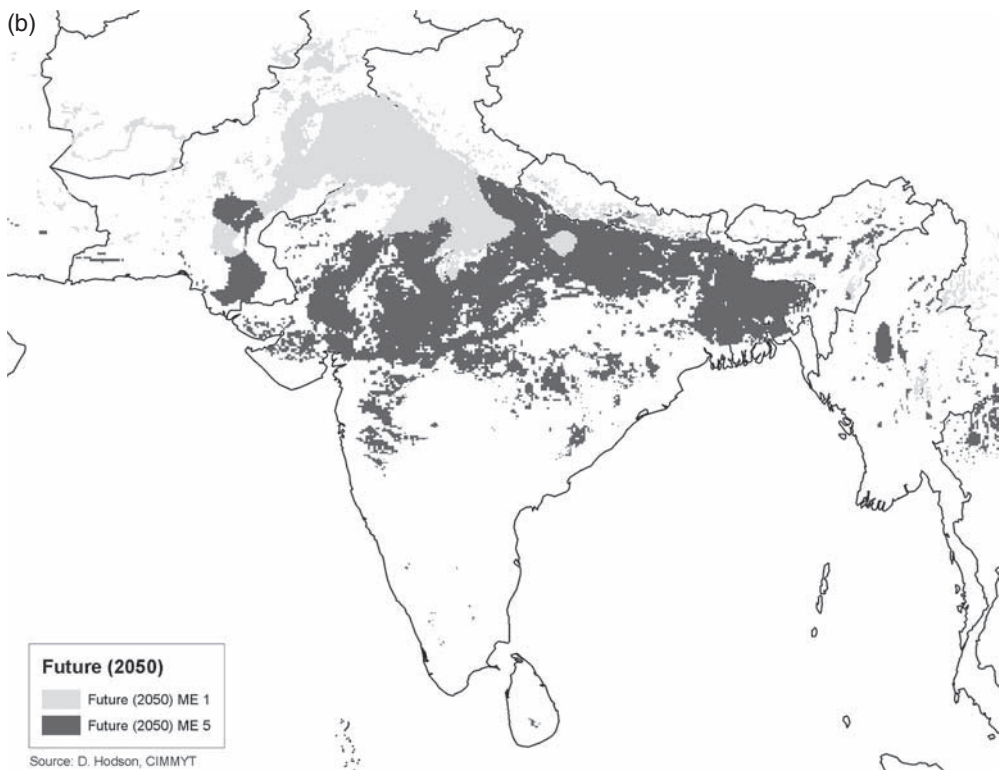 (b)
Future (2050)
Future (2050) ME 1
Future (2050) ME 5
Source: D. Hodson, CIMMYT